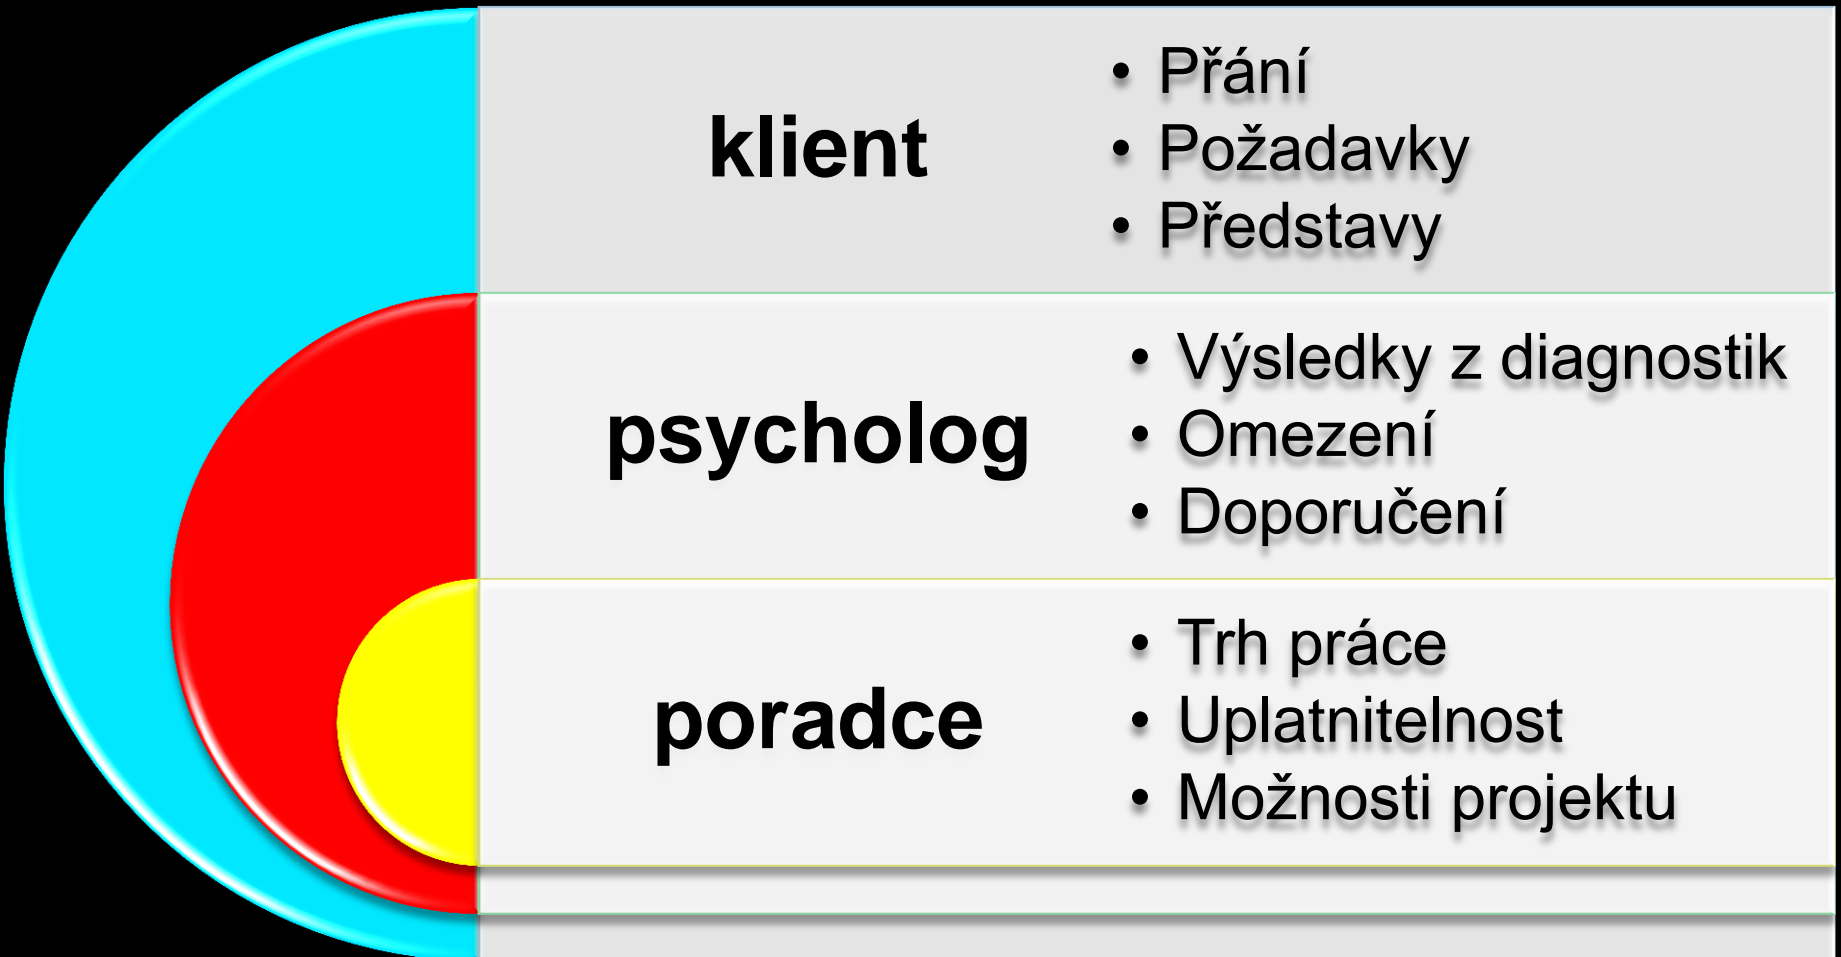 klient
• Přání
• Požadavky
• Představy
psycholog
• Výsledky z diagnostik
• Omezení
• Doporučení
poradce
• Trh práce
• Uplatnitelnost
• Možnosti projektu